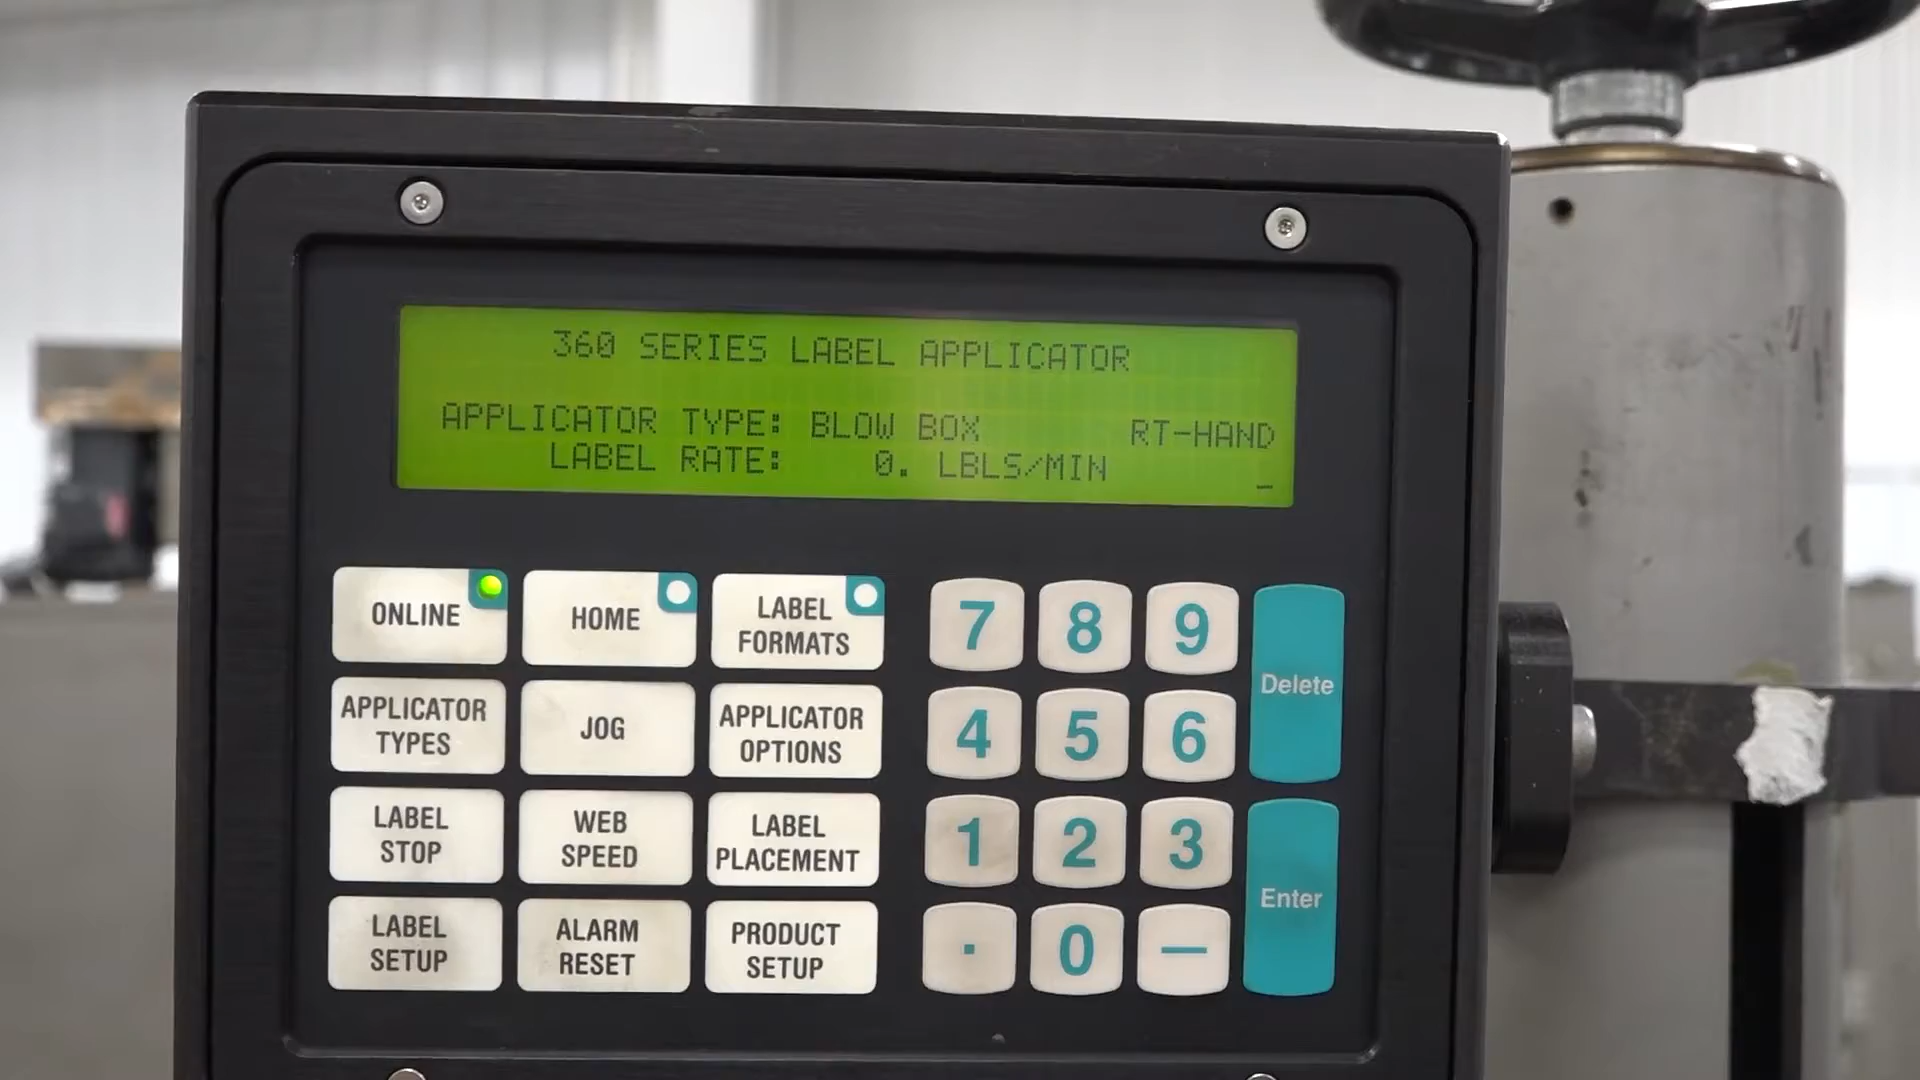 360 SERIES LABEL APPLICATOR
APPLICATOR TYPE: BLOW BOX RT-HAND
LABEL RATE: 0. LBLS/MIN _
ONLINE
HOME
LABEL
FORMATS
APPLICATOR
TYPES
JOG
APPLICATOR
OPTIONS
LABEL
STOP
WEB
SPEED
LABEL
PLACEMENT
LABEL
SETUP
ALARM
RESET
PRODUCT
SETUP
7 8 9
Delete
4 5 6
1 2 3
Enter
. 0 —